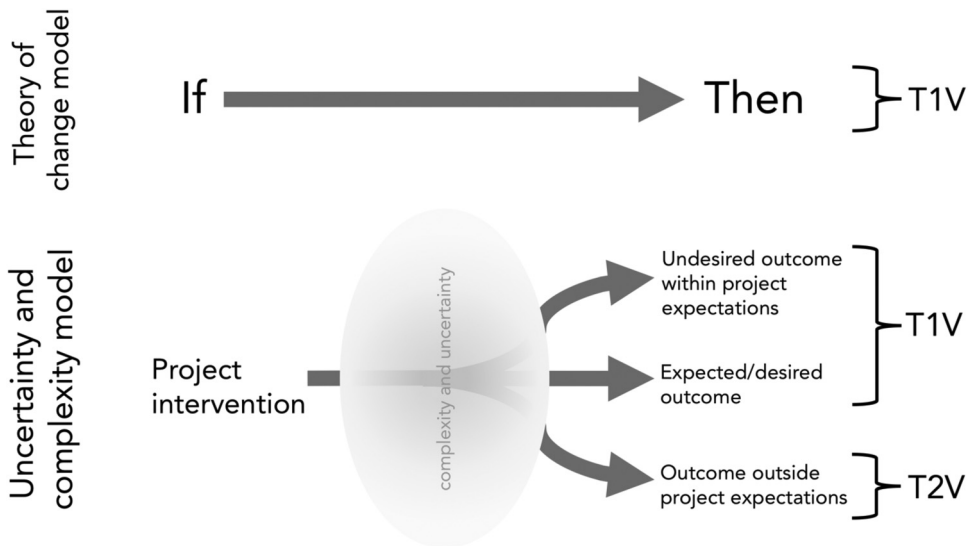 Theory of
change model
If
Then
T1V
Uncertainty and
complexity model
Project
intervention
complexity and uncertainty
Undesired outcome
within project
expectations
Expected/desired
outcome
T1V
Outcome outside
project expectations
T2V